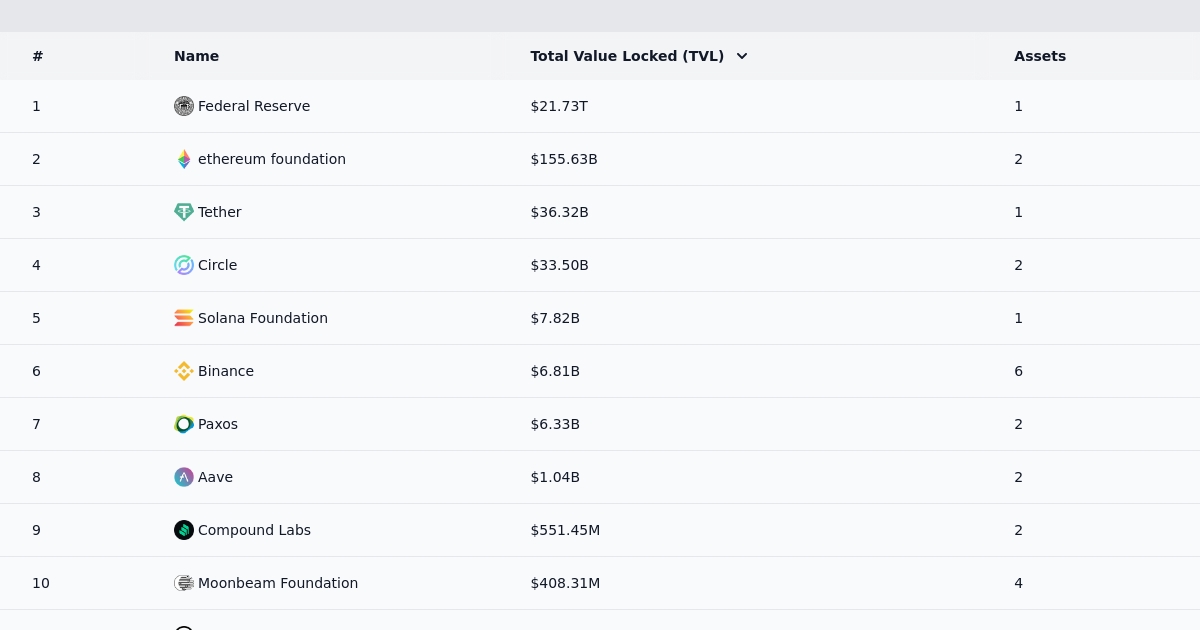 # Name Total Value Locked (TVL) Assets
1 Federal Reserve $21.73T 1
2 ethereum foundation $155.63B 2
3 Tether $36.32B 1
4 Circle $33.50B 2
5 Solana Foundation $7.82B 1
6 Binance $6.81B 6
7 Paxos $6.33B 2
8 Aave $1.04B 2
9 Compound Labs $551.45M 2
10 Moonbeam Foundation $408.31M 4